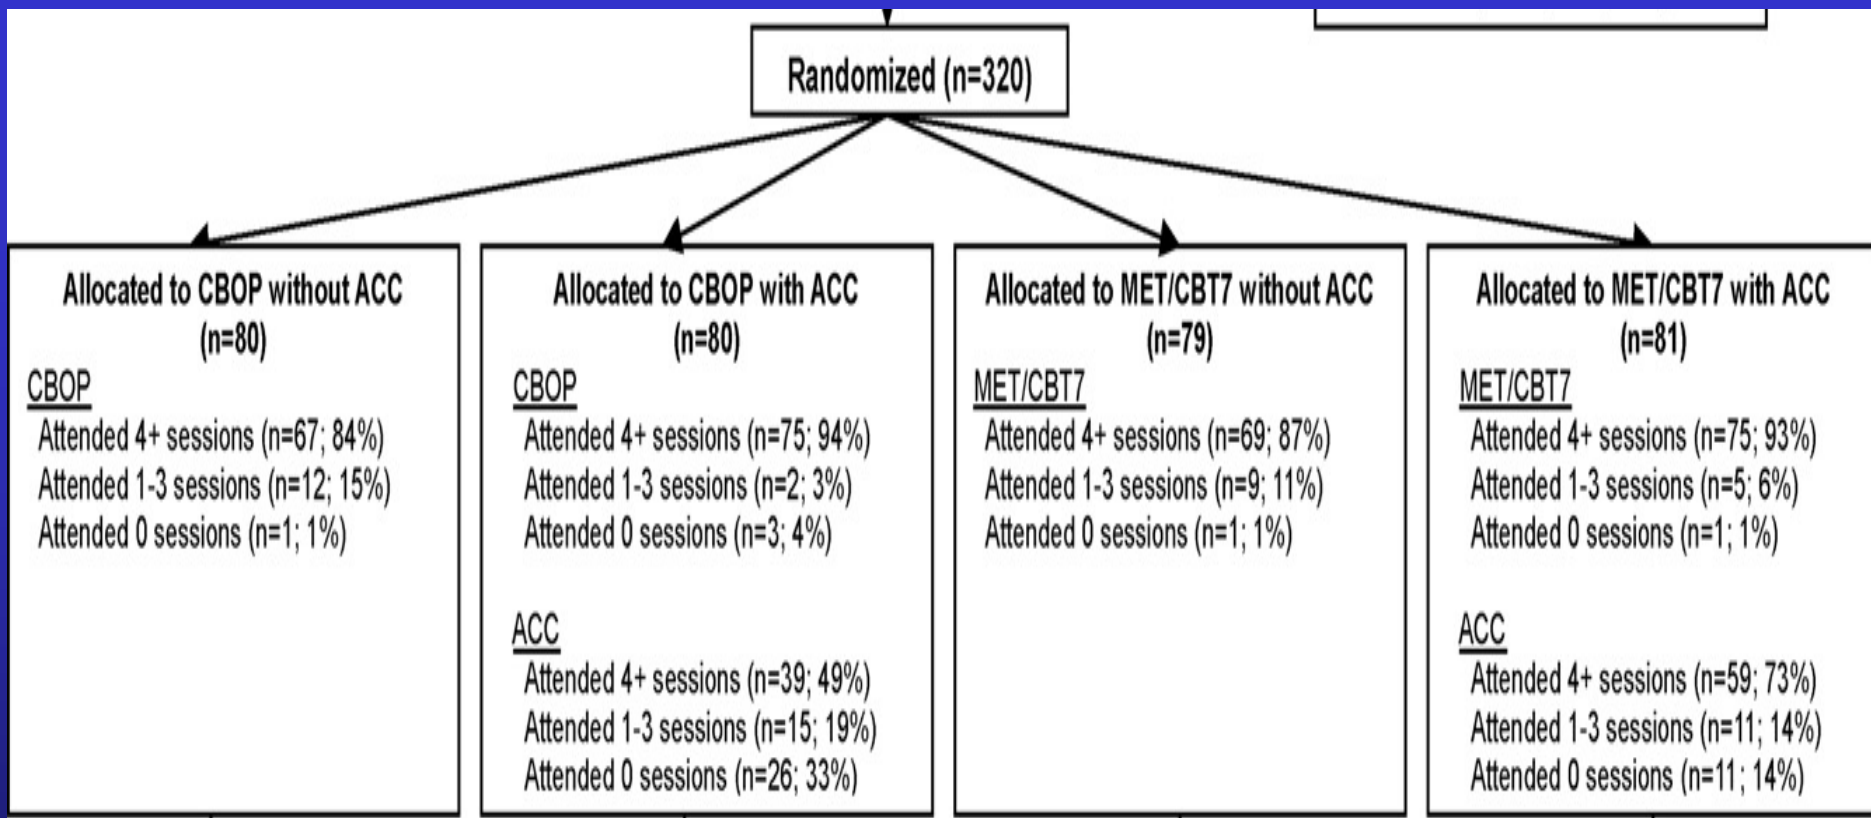 Randomized (n=320)
Allocated to CBOP without ACC
(n=80)
CBOP
Attended 4+ sessions (n=67; 84%)
Attended 1-3 sessions (n=12; 15%)
Attended 0 sessions (n=1; 1%)
Allocated to CBOP with ACC
(n=80)
CBOP
Attended 4+ sessions (n=75; 94%)
Attended 1-3 sessions (n=2; 3%)
Attended 0 sessions (n=3; 4%)
ACC
Attended 4+ sessions (n=39; 49%)
Attended 1-3 sessions (n=15; 19%)
Attended 0 sessions (n=26; 33%)
Allocated to MET/CBT7 without ACC
(n=79)
MET/CBT7
Attended 4+ sessions (n=69; 87%)
Attended 1-3 sessions (n=9; 11%)
Attended 0 sessions (n=1; 1%)
Allocated to MET/CBT7 with ACC
(n=81)
MET/CBT7
Attended 4+ sessions (n=75; 93%)
Attended 1-3 sessions (n=5; 6%)
Attended 0 sessions (n=1; 1%)
ACC
Attended 4+ sessions (n=59; 73%)
Attended 1-3 sessions (n=11; 14%)
Attended 0 sessions (n=11; 14%)